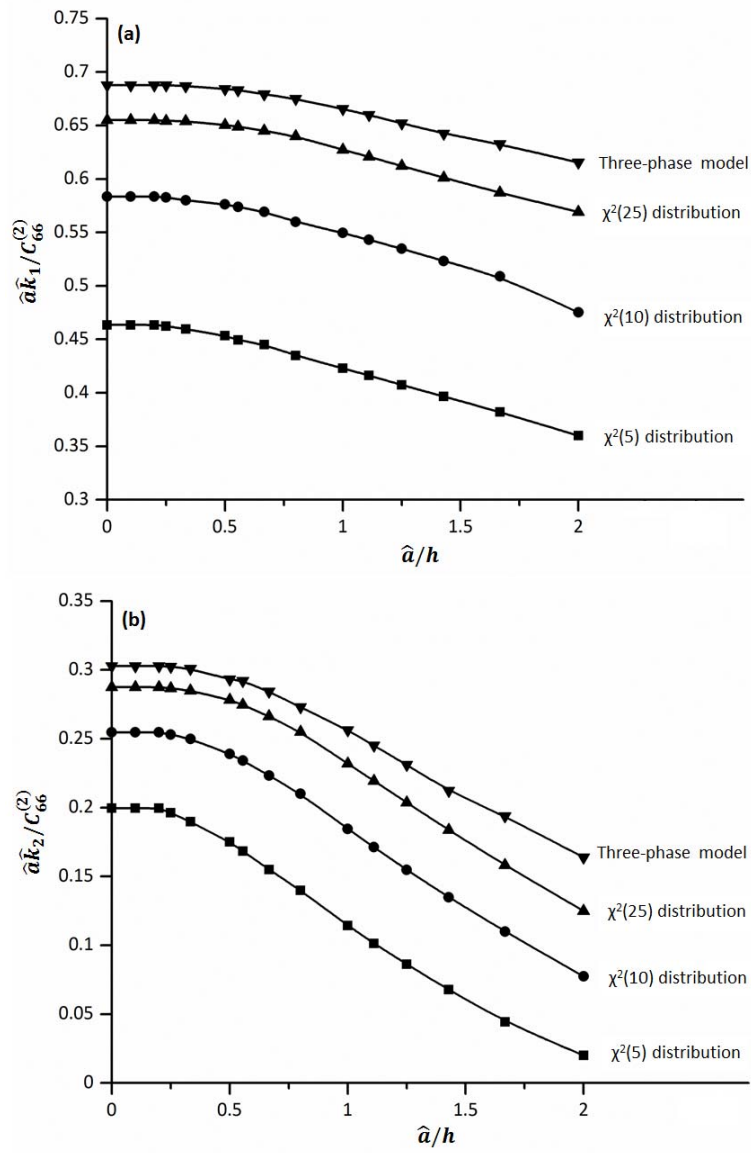 (a)
0.75
0.7
0.65
0.6
0.55
0.5
0.45
0.4
0.35
0.3
âk̂₁/C₆₆⁽²⁾
Three-phase model
χ²(25) distribution
χ²(10) distribution
χ²(5) distribution
0 0.5 1 1.5 2
â/h
(b)
0.35
0.3
0.25
0.2
0.15
0.1
0.05
0
âk̂₂/C₆₆⁽²⁾
Three-phase model
χ²(25) distribution
χ²(10) distribution
χ²(5) distribution
0 0.5 1 1.5 2
â/h